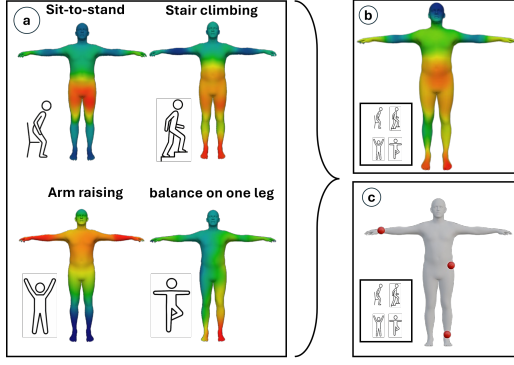 a
Sit-to-stand
Stair climbing
Arm raising
balance on one leg
b
c